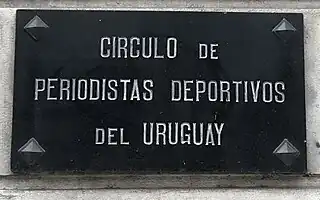 CIRCULO DE
PERIODISTAS DEPORTIVOS
DEL URUGUAY